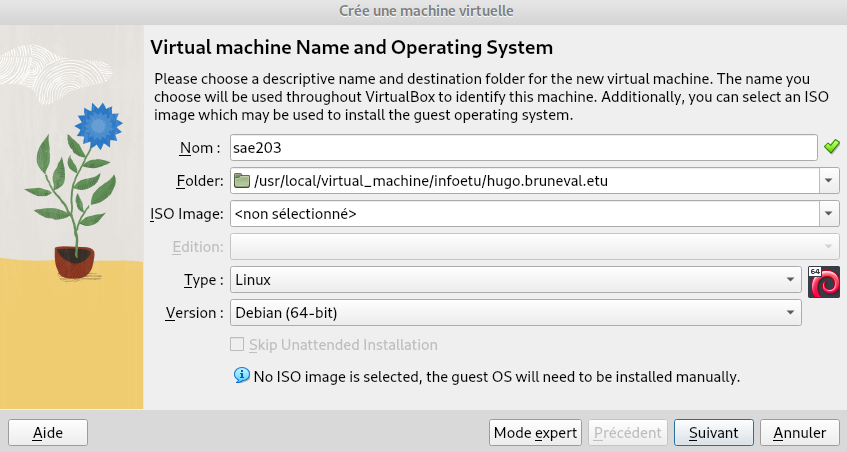 Crée une machine virtuelle
Virtual machine Name and Operating System
Please choose a descriptive name and destination folder for the new virtual machine. The name you
choose will be used throughout VirtualBox to identify this machine. Additionally, you can select an ISO
image which may be used to install the guest operating system.
Nom : sae203
Folder: /usr/local/virtual_machine/infoetu/hugo.bruneval.etu
ISO Image: <non sélectionné>
Edition:
Type : Linux 64
Version : Debian (64-bit)
Skip Unattended Installation
No ISO image is selected, the guest OS will need to be installed manually.
Aide Mode expert Précédent Suivant Annuler